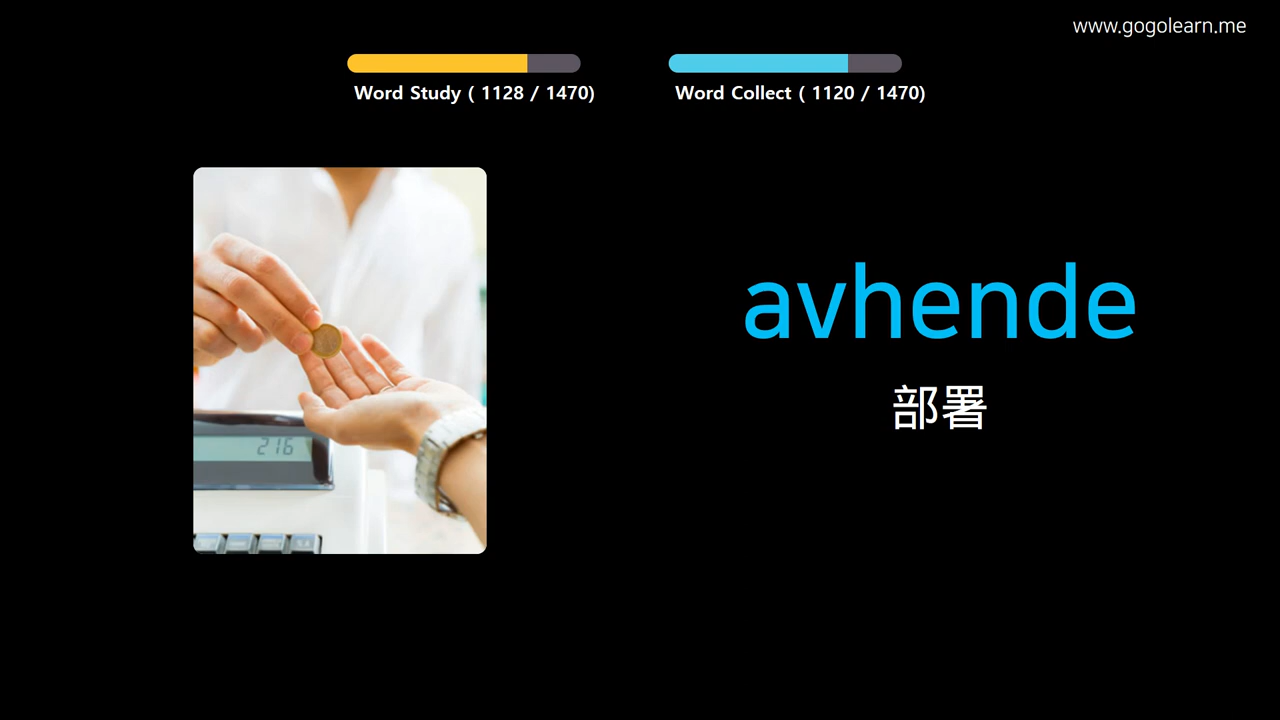 www.gogolearn.me
Word Study ( 1128 / 1470)
Word Collect ( 1120 / 1470)
avhende
部署
216